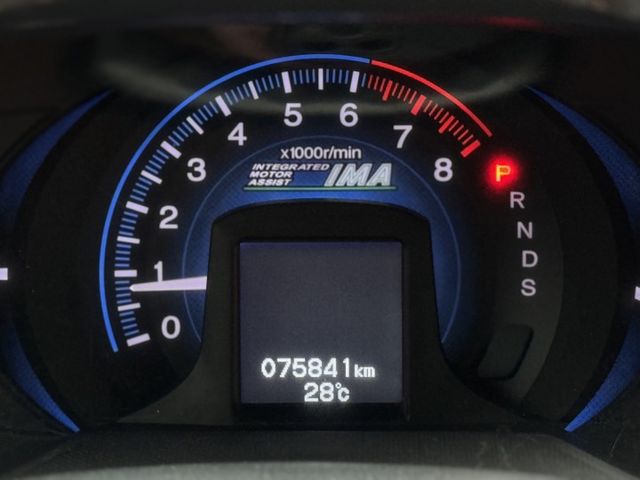 0
1
2
3
4
5
6
7
8
x1000r/min
INTEGRATED
MOTOR
ASSIST
IMA
P
R
N
D
S
075841km
28°C